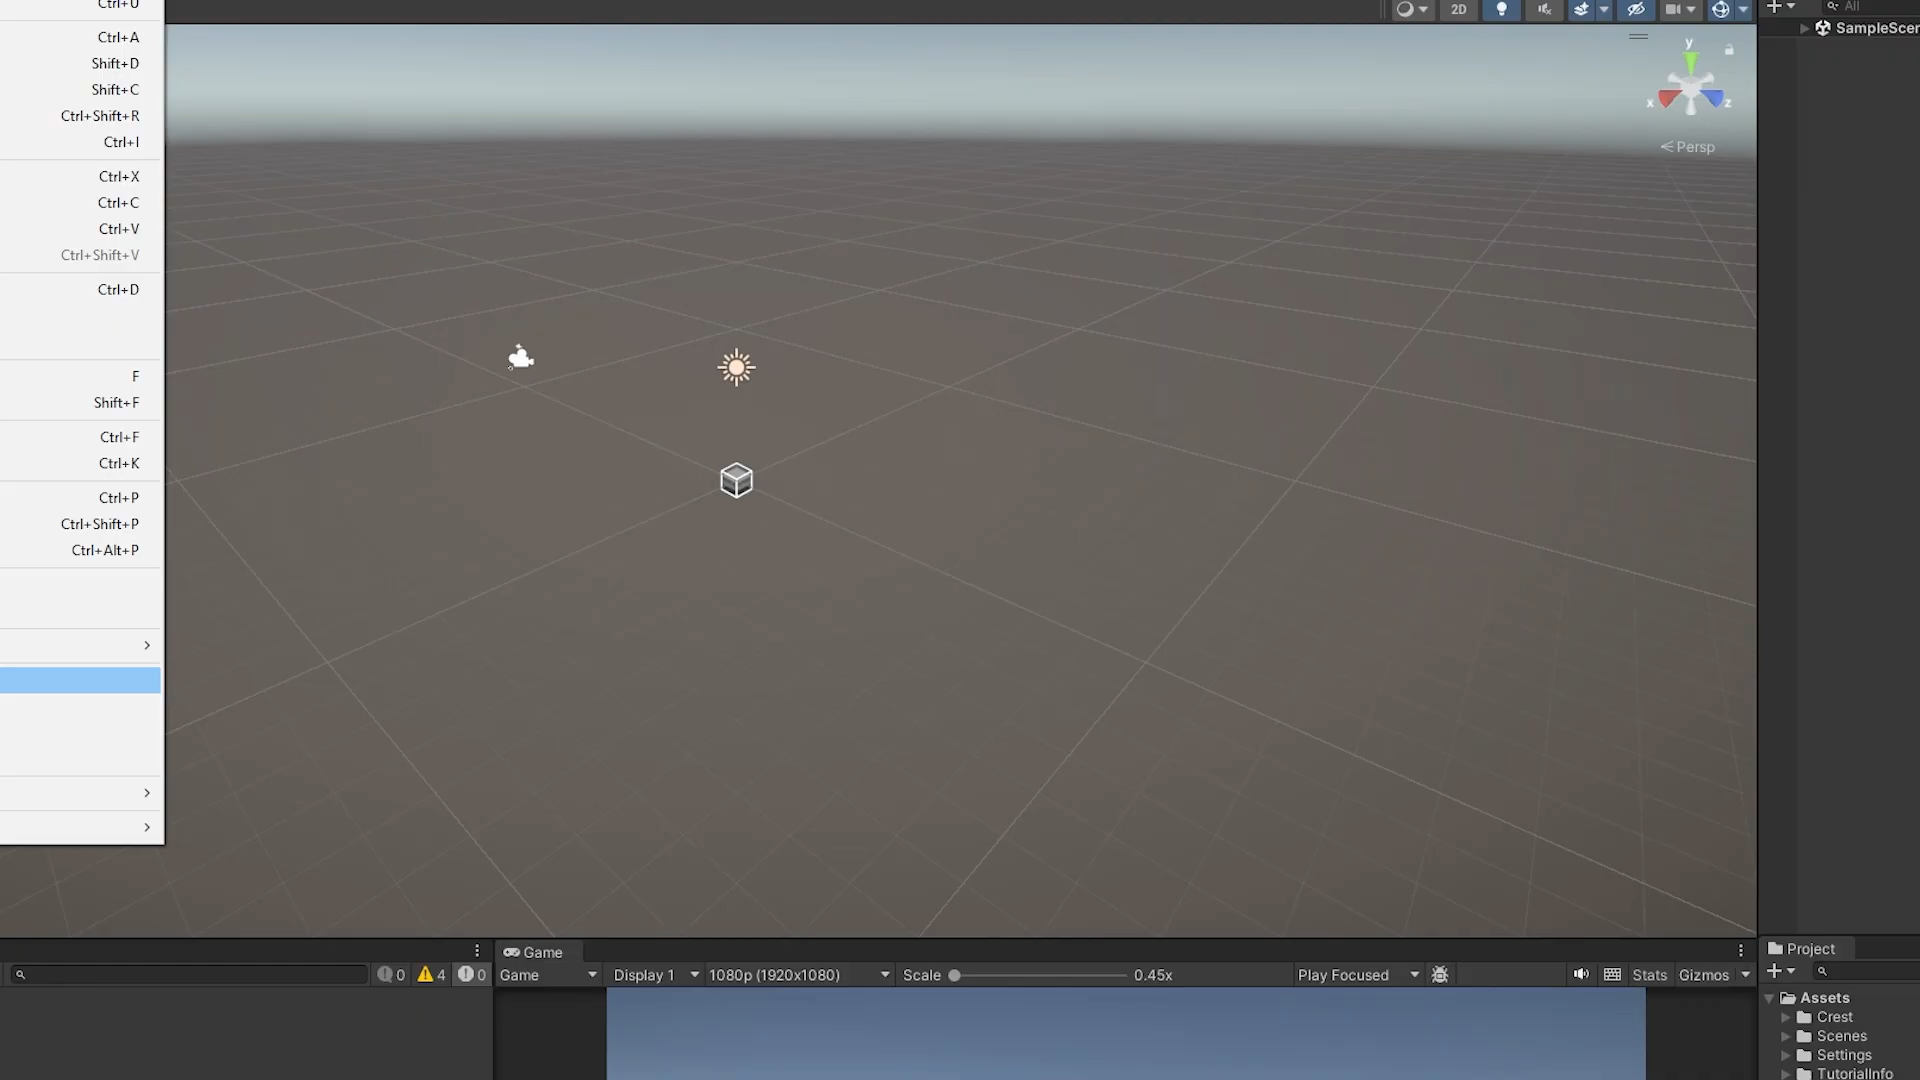 Ctrl+U
Ctrl+A
Shift+D
Shift+C
Ctrl+Shift+R
Ctrl+I
Ctrl+X
Ctrl+C
Ctrl+V
Ctrl+Shift+V
Ctrl+D
F
Shift+F
Ctrl+F
Ctrl+K
Ctrl+P
Ctrl+Shift+P
Ctrl+Alt+P
2D
y
x
z
Persp
All
SampleScen
0 4 0
Game
Game Display 1 1080p (1920x1080) Scale 0.45x Play Focused Stats Gizmos
Project
Assets
Crest
Scenes
Settings
TutorialInfo